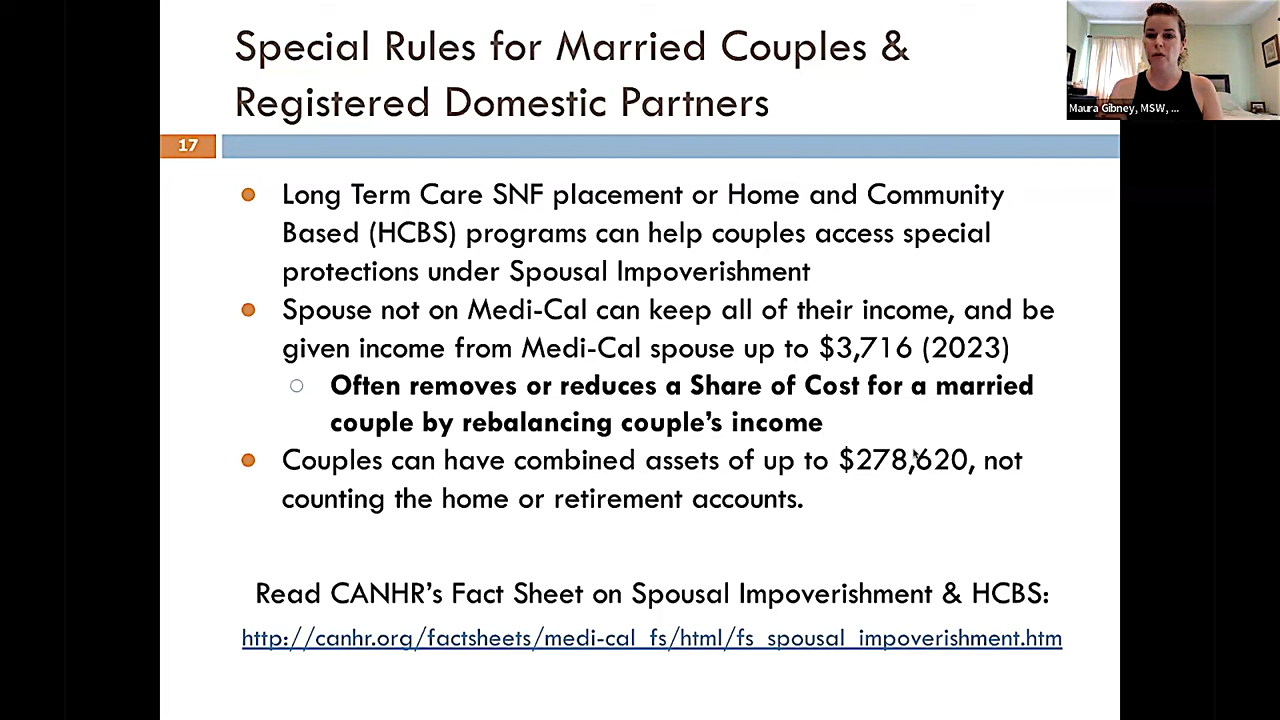 Special Rules for Married Couples &
Registered Domestic Partners
Maura Gibney, MSW, ...
17
Long Term Care SNF placement or Home and Community
Based (HCBS) programs can help couples access special
protections under Spousal Impoverishment
Spouse not on Medi-Cal can keep all of their income, and be
given income from Medi-Cal spouse up to $3,716 (2023)
Often removes or reduces a Share of Cost for a married
couple by rebalancing couple's income
Couples can have combined assets of up to $278,620, not
counting the home or retirement accounts.
Read CANHR's Fact Sheet on Spousal Impoverishment & HCBS:
http://canhr.org/factsheets/medi-cal_fs/html/fs_spousal_impoverishment.htm